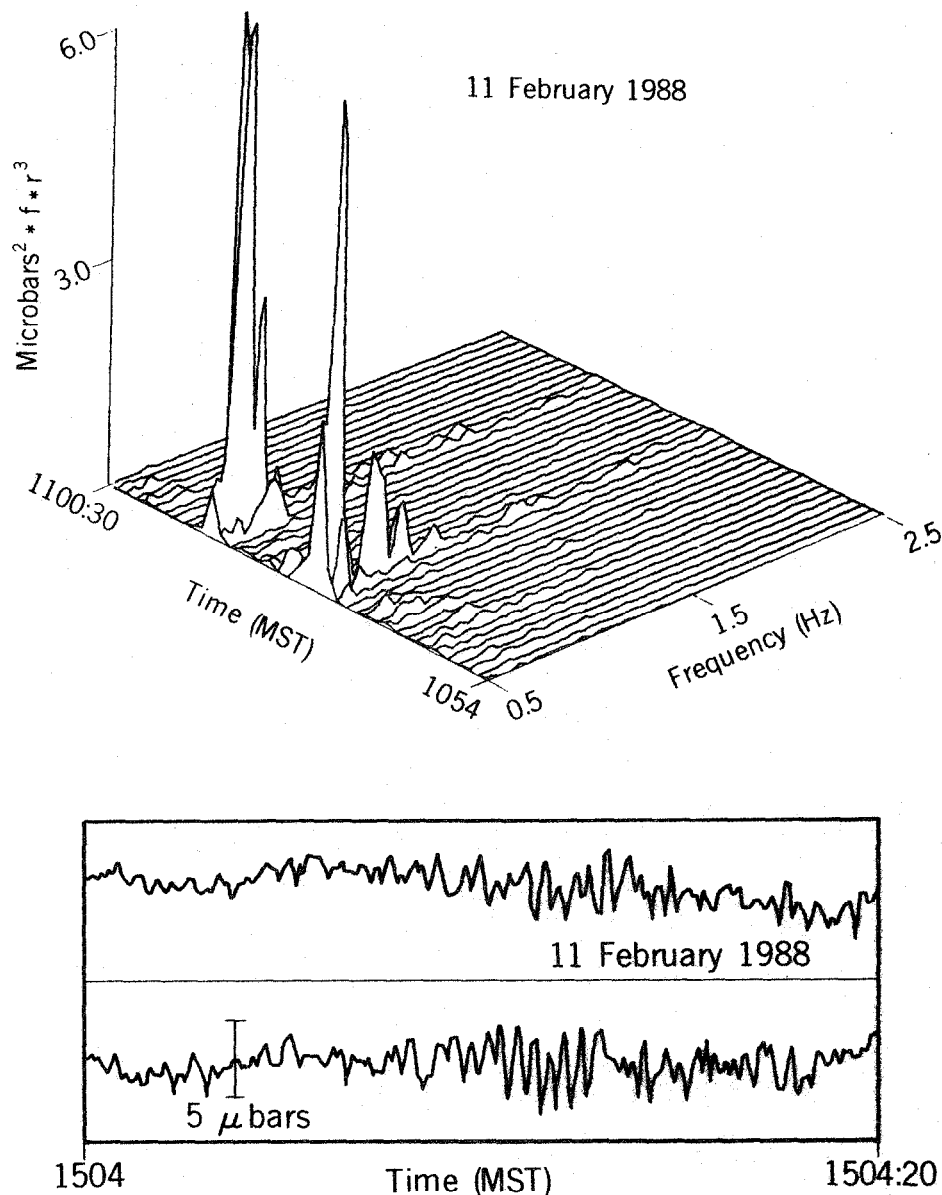 6.0
11 February 1988
Microbars² * f * r³
3.0
1100:30
Time (MST)
1054
0.5
1.5
Frequency (Hz)
2.5
11 February 1988
5 μ bars
1504
Time (MST)
1504:20